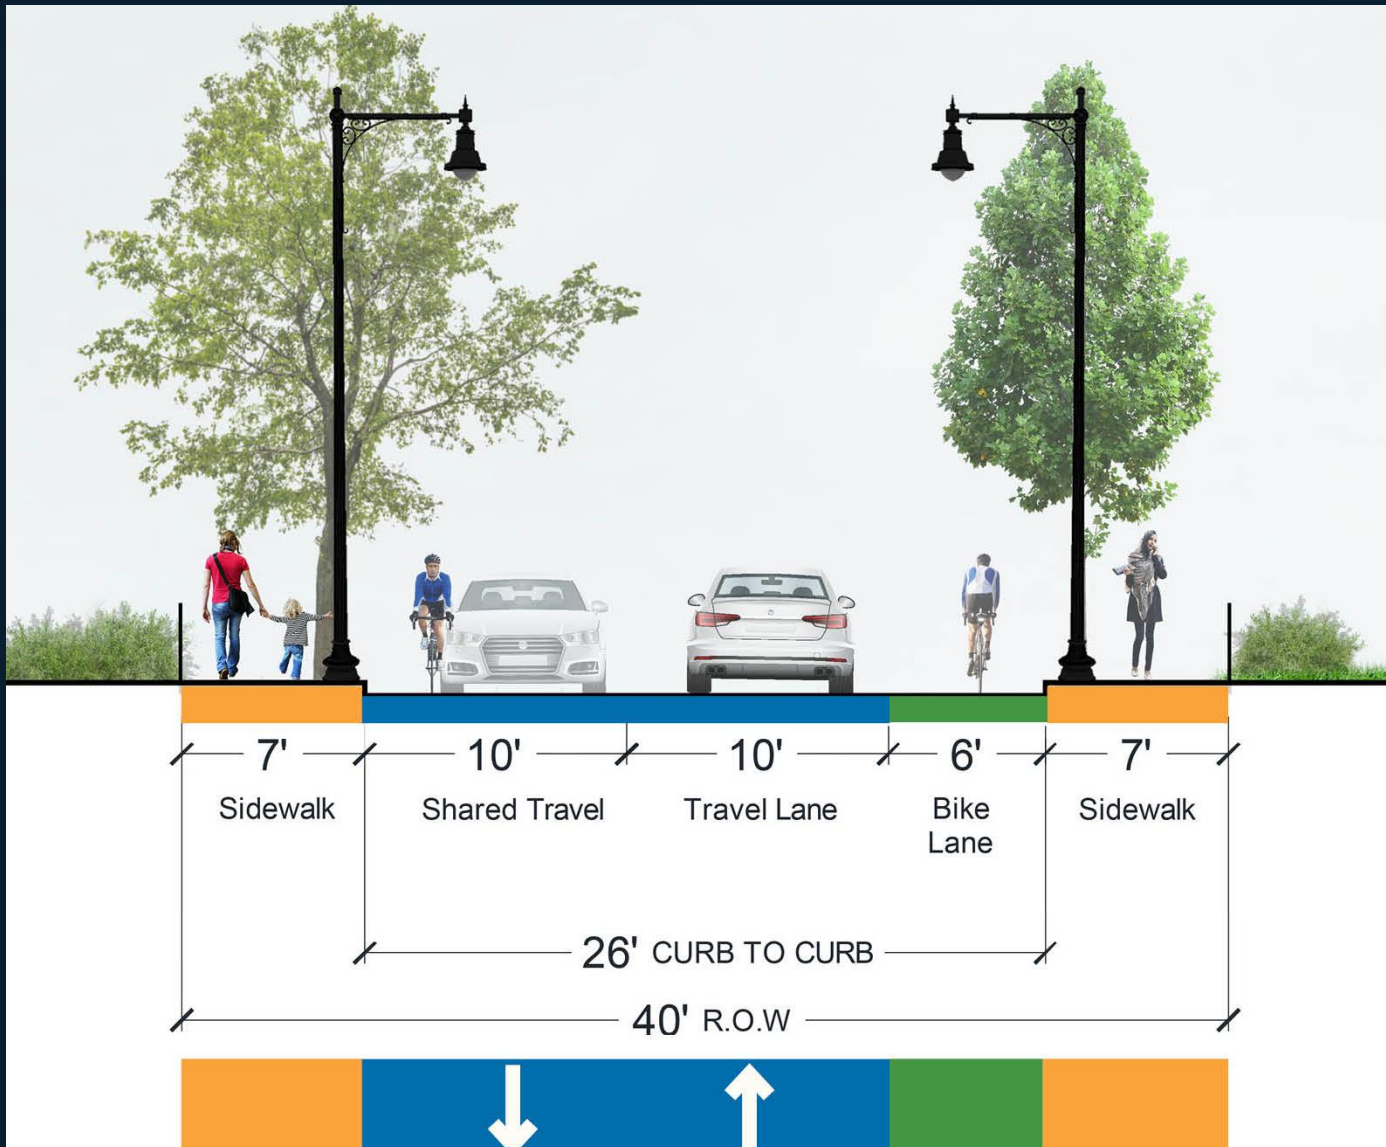 7' 10' 10' 6' 7'
Sidewalk Shared Travel Travel Lane Bike Sidewalk
Lane
26' CURB TO CURB
40' R.O.W